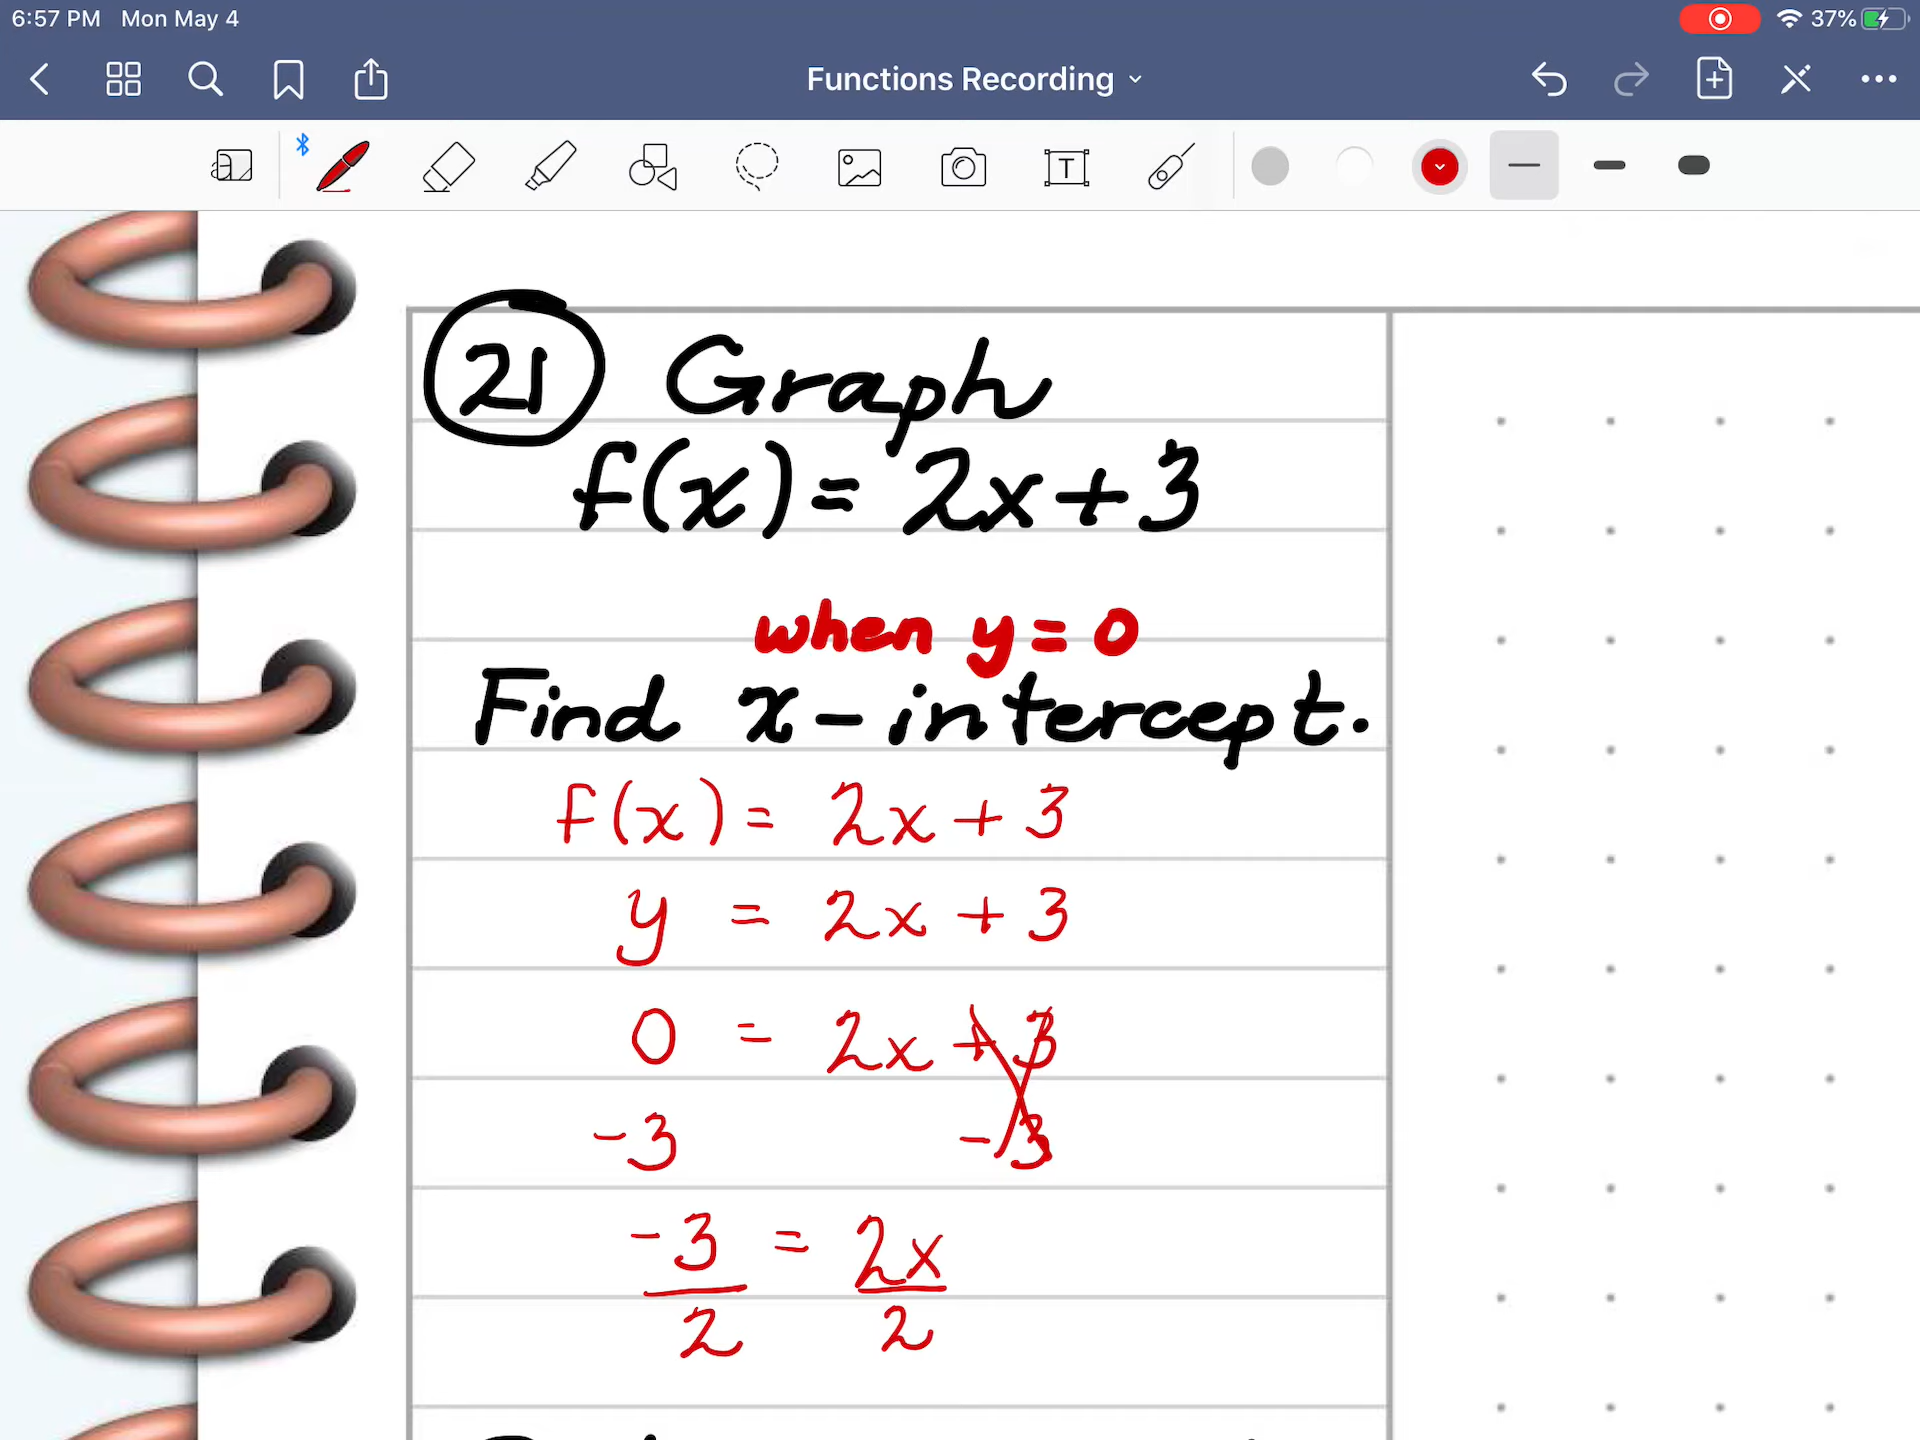 6:57 PM Mon May 4
37%
Functions Recording
T
21 Graph
f(x) = 2x + 3
when y = 0
Find x-intercept.
f(x) = 2x + 3
y = 2x + 3
0 = 2x + 3
-3 -3
-3 = 2x
2 2